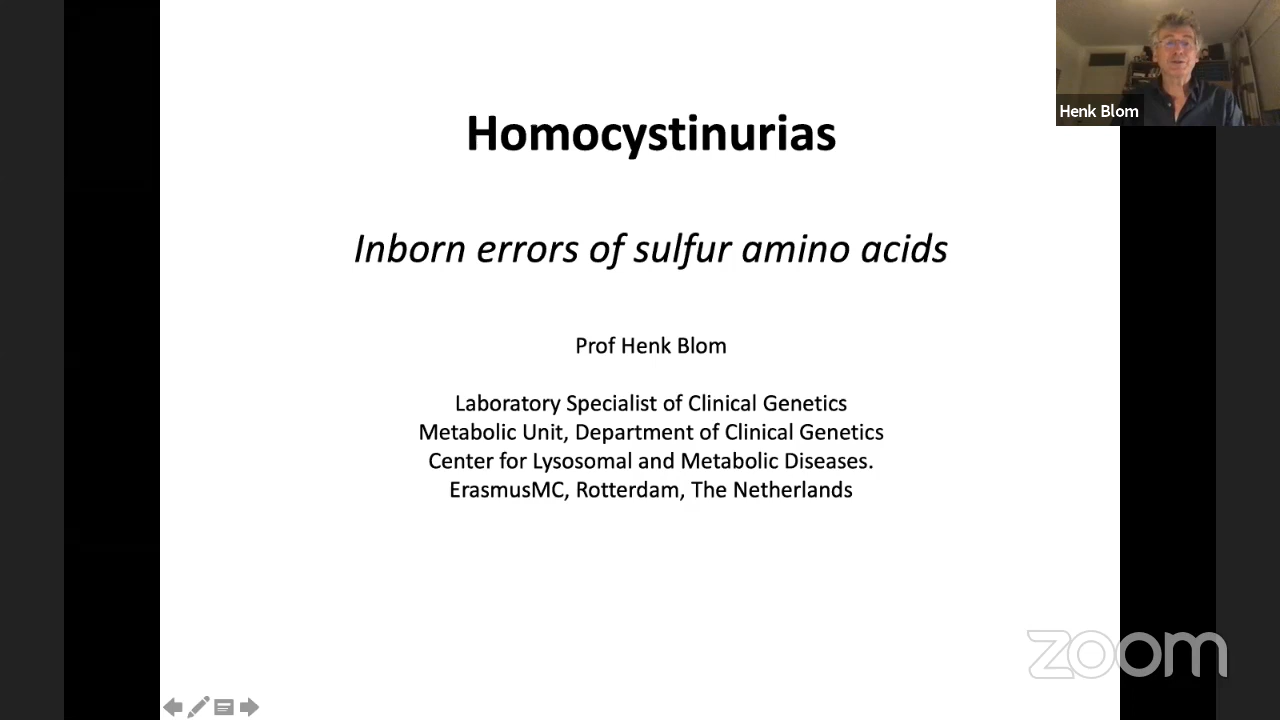 Homocystinurias
Inborn errors of sulfur amino acids
Prof Henk Blom
Laboratory Specialist of Clinical Genetics
Metabolic Unit, Department of Clinical Genetics
Center for Lysosomal and Metabolic Diseases.
ErasmusMC, Rotterdam, The Netherlands
Henk Blom
zoom